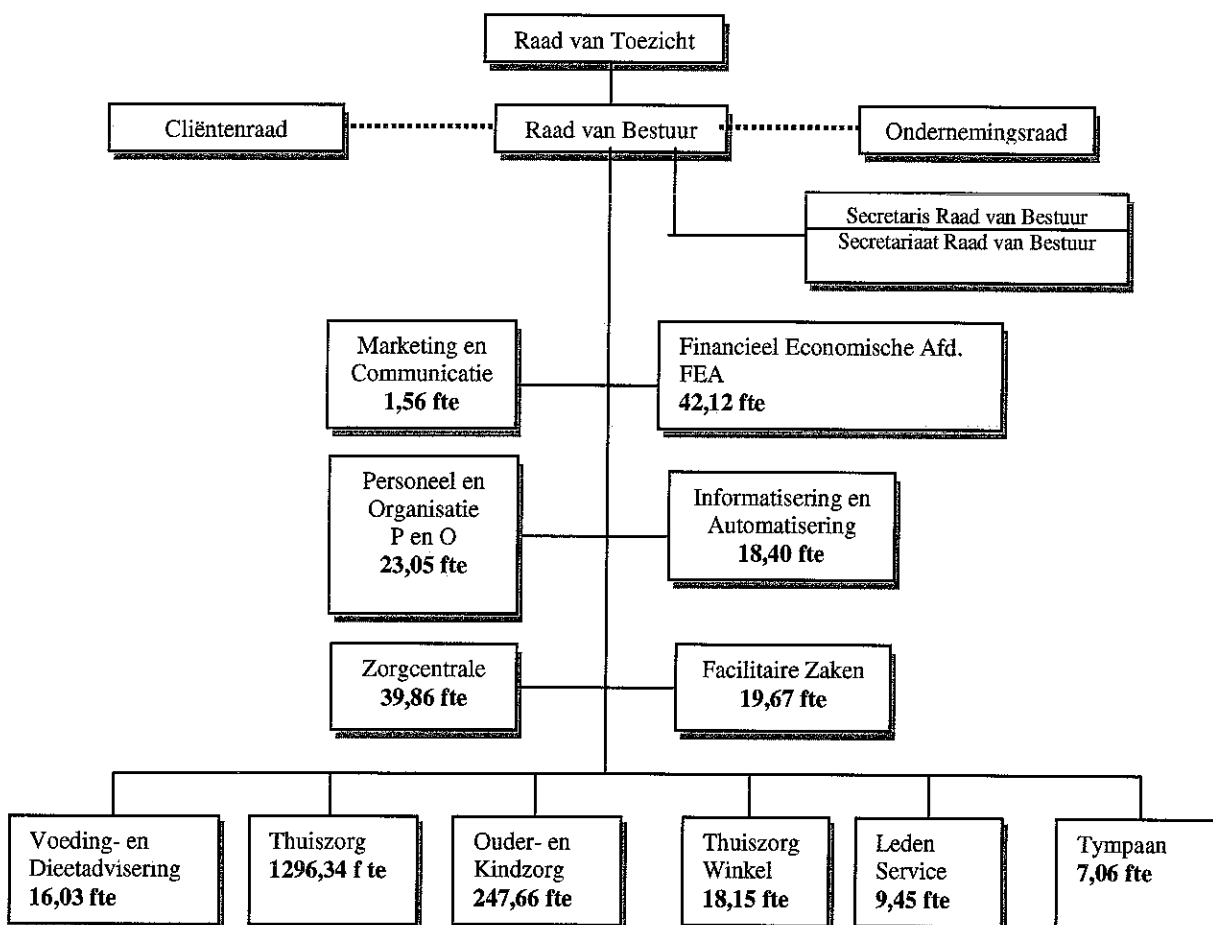 Raad van Toezicht
Cliëntenraad
Raad van Bestuur
Ondernemingsraad
Secretaris Raad van Bestuur
Secretariaat Raad van Bestuur
Marketing en
Communicatie
1,56 fte
Financieel Economische Afd.
FEA
42,12 fte
Personeel en
Organisatie
P en O
23,05 fte
Informatisering en
Automatisering
18,40 fte
Zorgcentrale
39,86 fte
Facilitaire Zaken
19,67 fte
Voeding- en
Dieetadvisering
16,03 fte
Thuiszorg
1296,34 f te
Ouder- en
Kindzorg
247,66 fte
Thuiszorg
Winkel
18,15 fte
Leden
Service
9,45 fte
Tympaan
7,06 fte